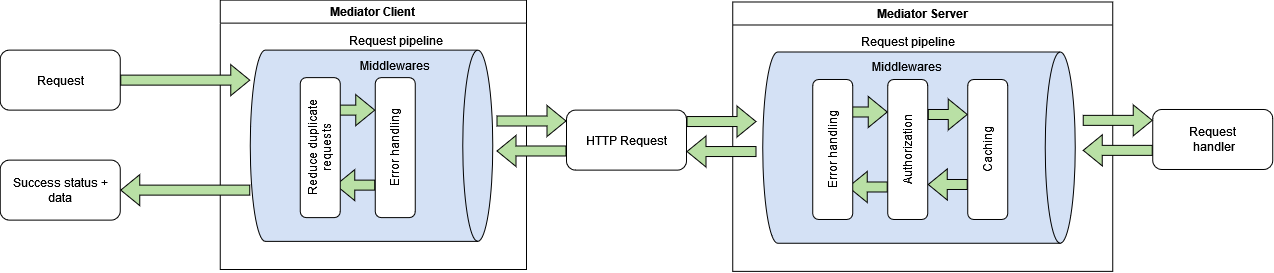 Mediator Client
Request pipeline
Middlewares
Request
Reduce duplicate
requests
Error handling
Success status +
data
HTTP Request
Mediator Server
Request pipeline
Middlewares
Error handling
Authorization
Caching
Request
handler